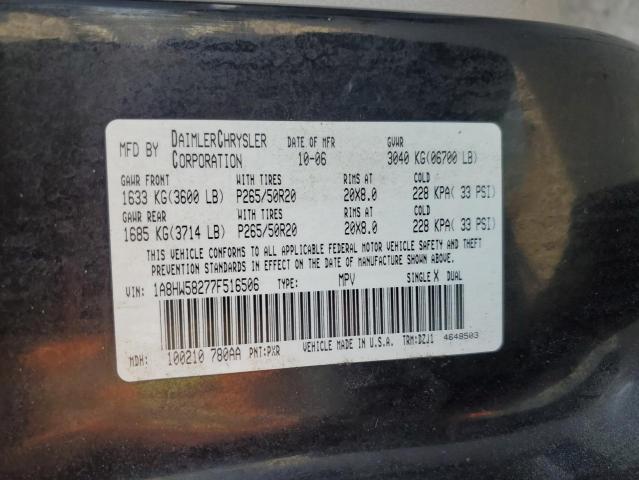 MFD BY DAIMLERCHRYSLER CORPORATION DATE OF MFR 10-06 GVWR 3040 KG(06700 LB)
GAWR FRONT WITH TIRES RIMS AT COLD
1633 KG(3600 LB) P265/50R20 20X8.0 228 KPA( 33 PSI)
GAWR REAR WITH TIRES RIMS AT COLD
1685 KG(3714 LB) P265/50R20 20X8.0 228 KPA( 33 PSI)
THIS VEHICLE CONFORMS TO ALL APPLICABLE FEDERAL MOTOR VEHICLE SAFETY AND THEFT
PREVENTION STANDARDS IN EFFECT ON THE DATE OF MANUFACTURE SHOWN ABOVE.
VIN: 1A8HW58277F516506 TYPE: MPV SINGLE X DUAL
MDH: 100210 780AA PNT:PXR VEHICLE MADE IN U.S.A. TRM:DZJ1 4648503